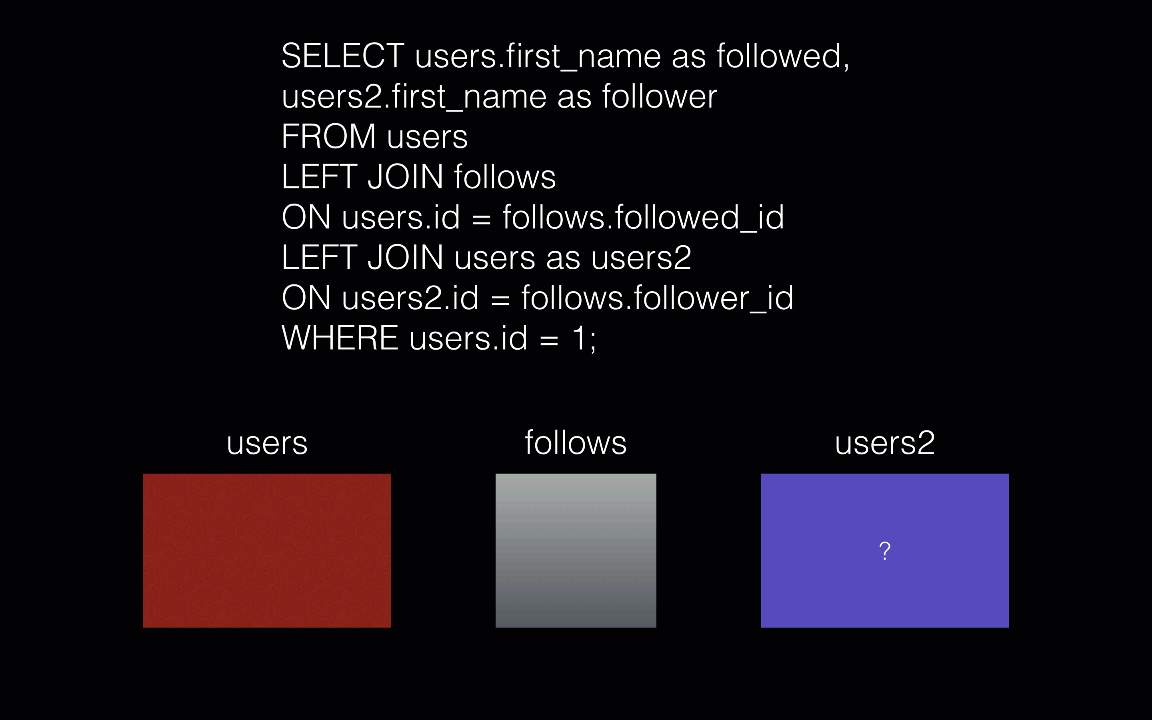 SELECT users.first_name as followed,
users2.first_name as follower
FROM users
LEFT JOIN follows
ON users.id = follows.followed_id
LEFT JOIN users as users2
ON users2.id = follows.follower_id
WHERE users.id = 1;
users
follows
users2
?